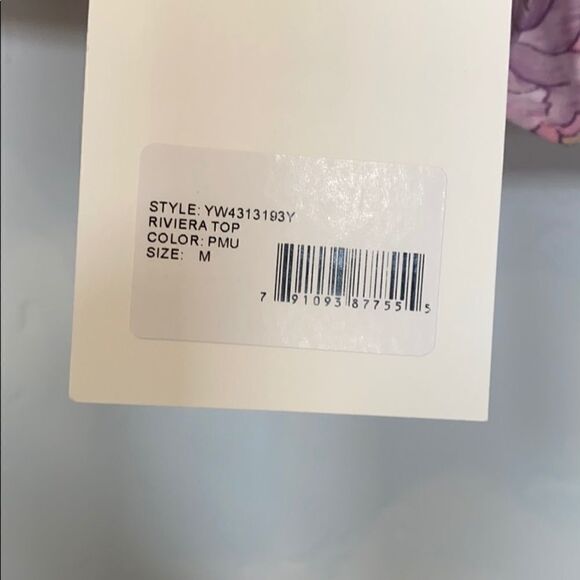 STYLE: YW4313193Y
RIVIERA TOP
COLOR: PMU
SIZE: M
7 91093 87755 5